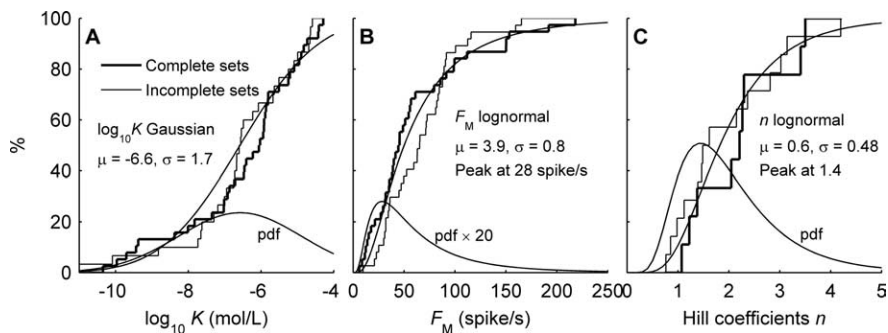 A
B
C
Complete sets
Incomplete sets
log10K Gaussian
μ = -6.6, σ = 1.7
pdf
FM lognormal
μ = 3.9, σ = 0.8
Peak at 28 spike/s
pdf × 20
n lognormal
μ = 0.6, σ = 0.48
Peak at 1.4
pdf
%
100
80
60
40
20
0
-10 -8 -6 -4
0 50 100 150 200 250
1 2 3 4 5
log10 K (mol/L)
FM (spike/s)
Hill coefficients n